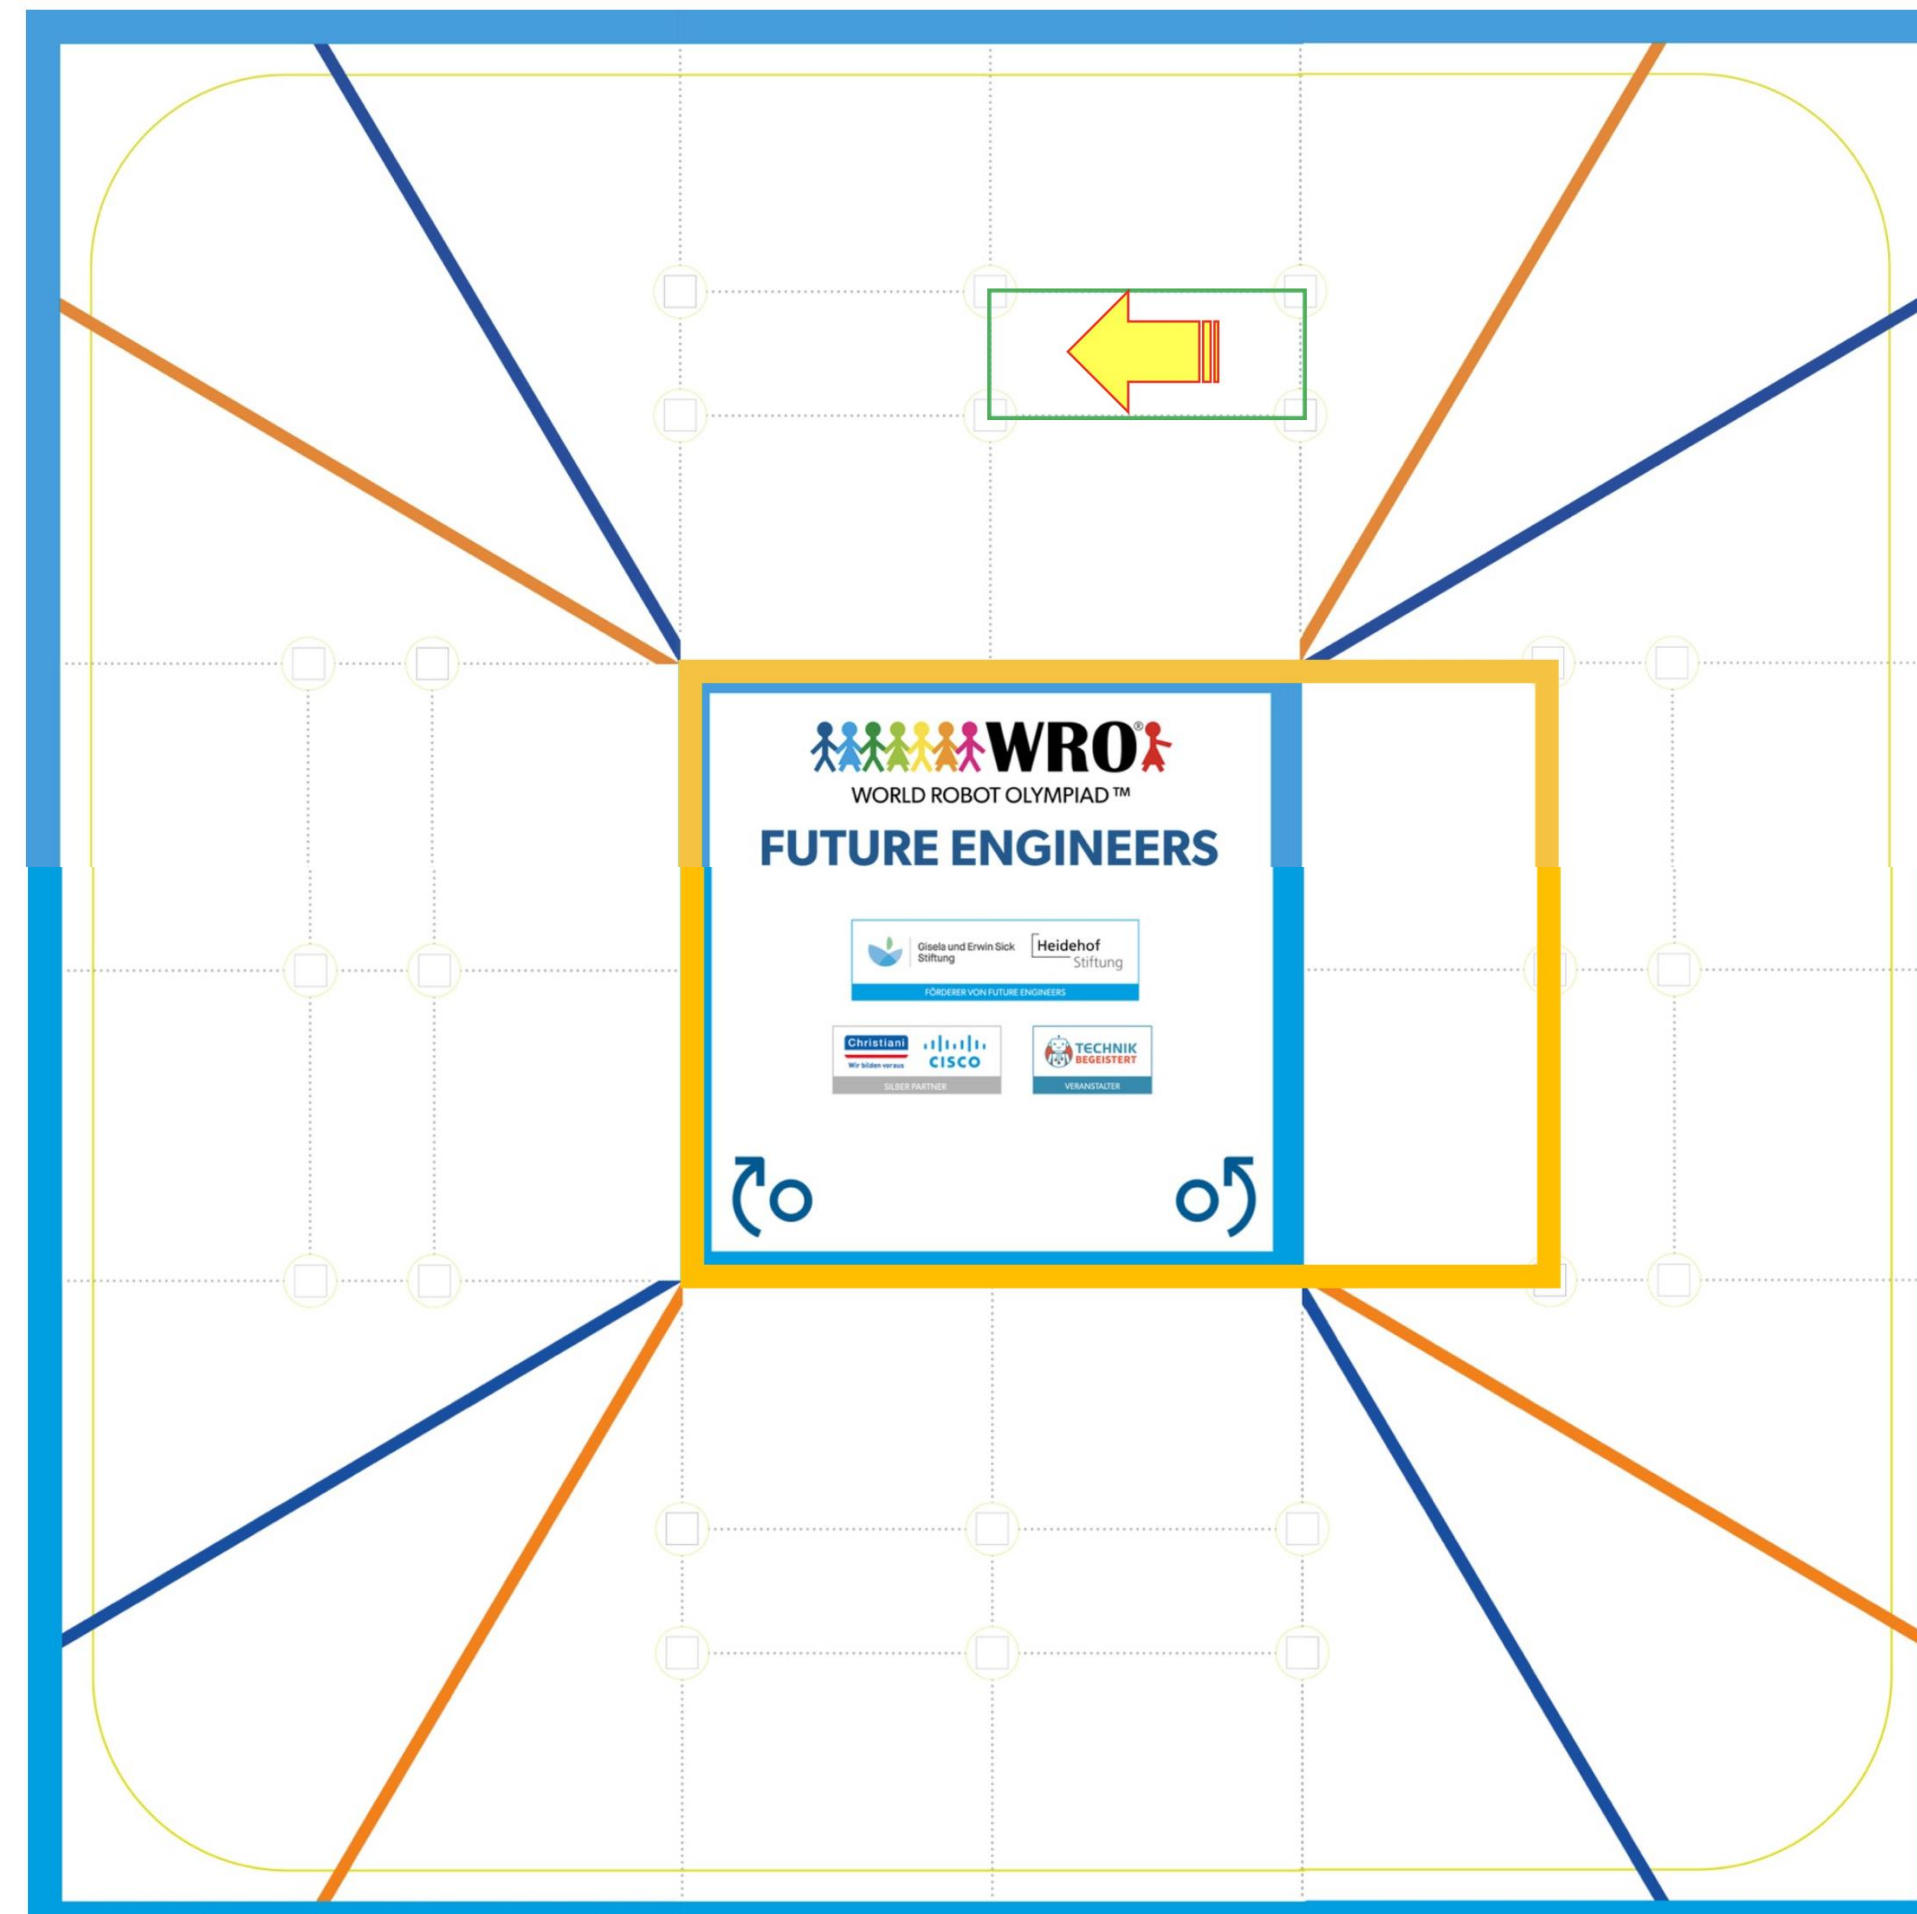 WRO®
WORLD ROBOT OLYMPIAD™
FUTURE ENGINEERS
Gisela und Erwin Sick
Stiftung
Heidehof
Stiftung
FÖRDERER VON FUTURE ENGINEERS
Christiani
Wir bilden voraus
CISCO
SILBER PARTNER
TECHNIK
BEGEISTERT
VERANSTALTER